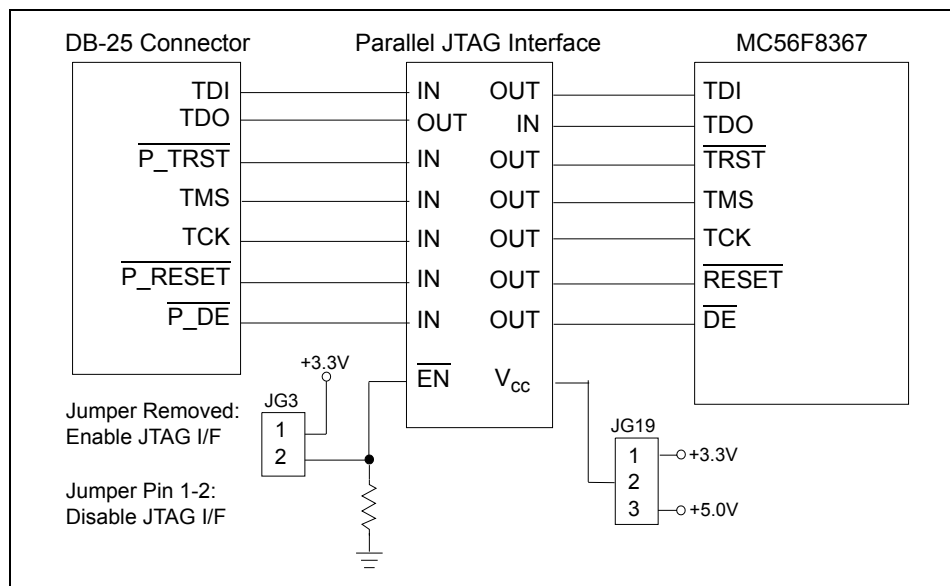 DB-25 Connector
Parallel JTAG Interface
MC56F8367
TDI
IN
OUT
TDI
TDO
OUT
IN
TDO
P_TRST
IN
OUT
TRST
TMS
IN
OUT
TMS
TCK
IN
OUT
TCK
P_RESET
IN
OUT
RESET
P_DE
IN
OUT
DE
EN
Vcc
+3.3V
JG3
1
2
Jumper Removed:
Enable JTAG I/F
Jumper Pin 1-2:
Disable JTAG I/F
JG19
1
2
3
+3.3V
+5.0V